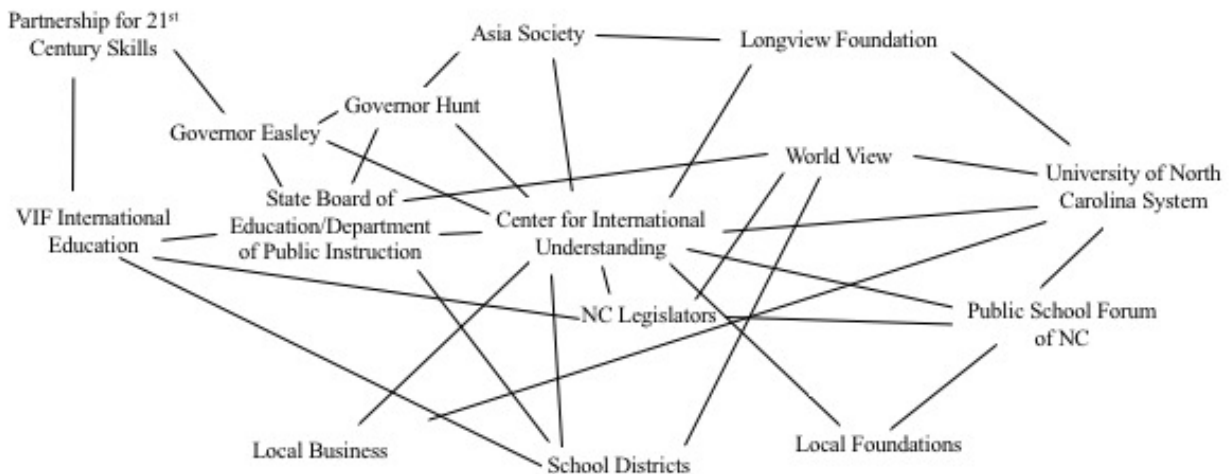 Partnership for 21st
Century Skills
Asia Society
Longview Foundation
Governor Hunt
Governor Easley
World View
University of North
Carolina System
State Board of
Education/Department
of Public Instruction
VIF International
Education
Center for International
Understanding
NC Legislators
Public School Forum
of NC
Local Business
School Districts
Local Foundations